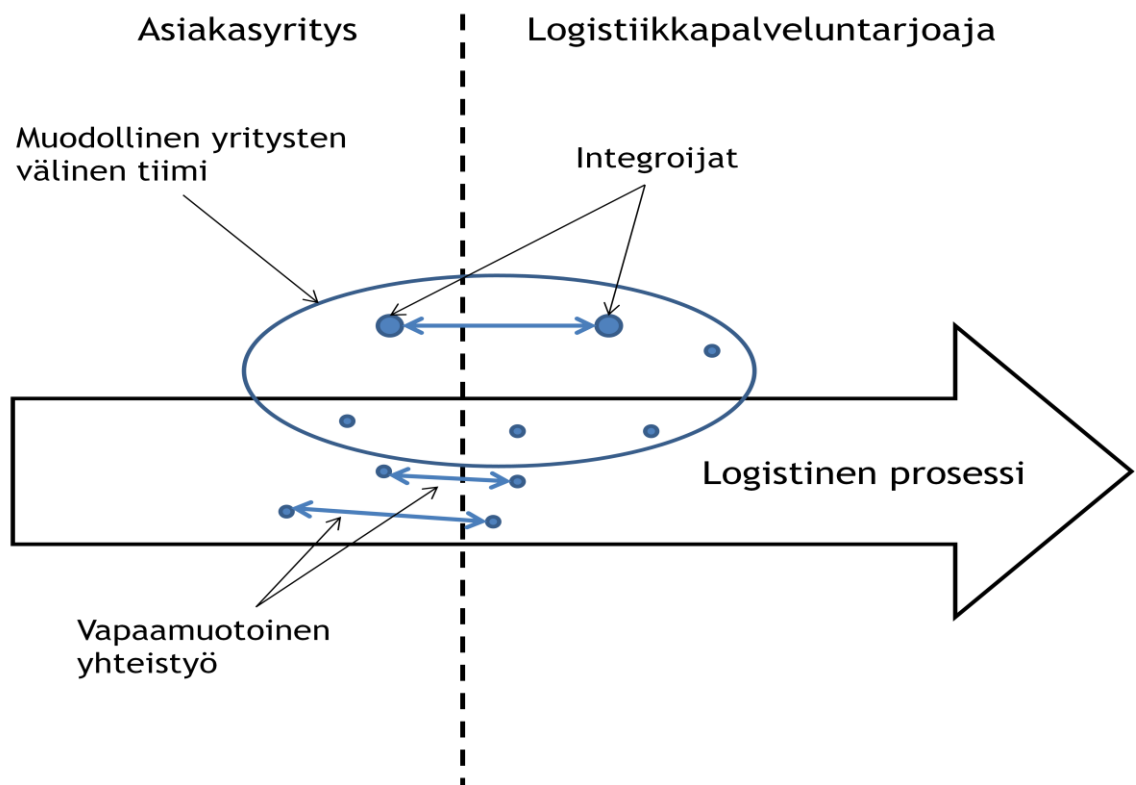 Asiakasyritys
Logistiikkapalveluntarjoaja
Muodollinen yritysten
välinen tiimi
Integroijat
Logistinen prosessi
Vapaamuotoinen
yhteistyö